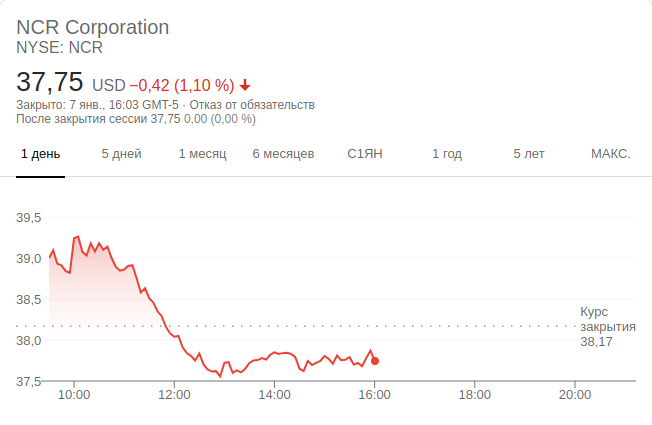 NCR Corporation
NYSE: NCR
37,75 USD −0,42 (1,10 %)
Закрыто: 7 янв., 16:03 GMT-5 · Отказ от обязательств
После закрытия сессии 37,75 0,00 (0,00 %)
1 день 5 дней 1 месяц 6 месяцев С1ЯН 1 год 5 лет МАКС.
39,5
39,0
38,5
Курс
закрытия
38,17
38,0
37,5
10:00 12:00 14:00 16:00 18:00 20:00